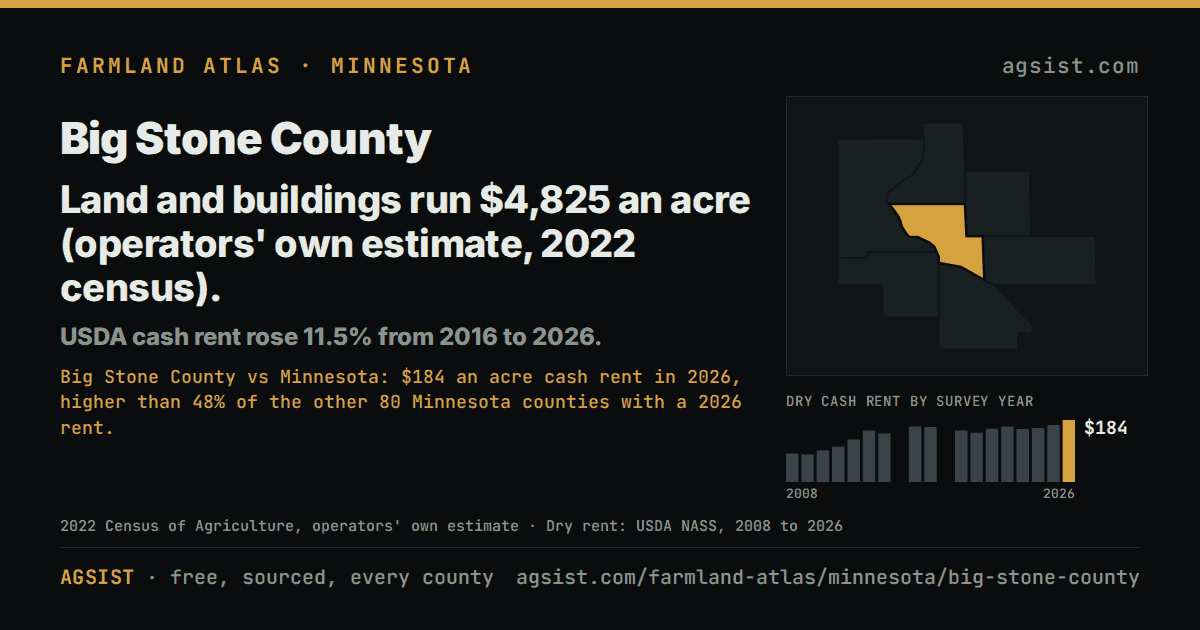 FARMLAND ATLAS · MINNESOTA
agsist.com
Big Stone County
Land and buildings run $4,825 an acre
(operators' own estimate, 2022
census).
USDA cash rent rose 11.5% from 2016 to 2026.
Big Stone County vs Minnesota: $184 an acre cash rent in 2026,
higher than 48% of the other 80 Minnesota counties with a 2026
rent.
DRY CASH RENT BY SURVEY YEAR
$184
2008 2026
2022 Census of Agriculture, operators' own estimate · Dry rent: USDA NASS, 2008 to 2026
AGSIST · free, sourced, every county agsist.com/farmland-atlas/minnesota/big-stone-county